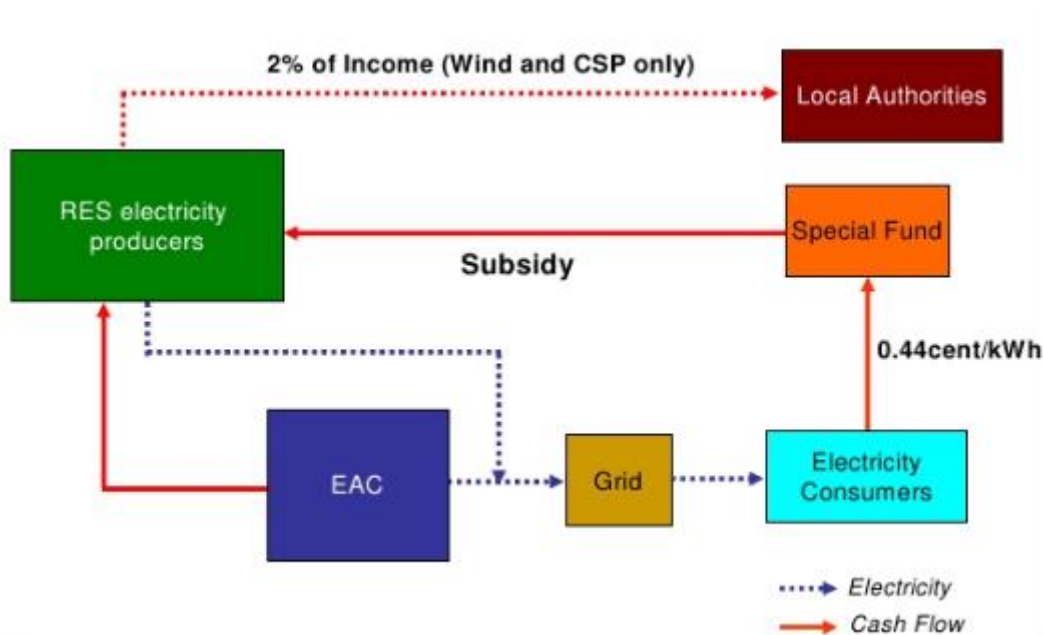 2% of Income (Wind and CSP only)
Local Authorities
RES electricity
producers
Special Fund
Subsidy
0.44cent/kWh
EAC
Grid
Electricity
Consumers
Electricity
Cash Flow